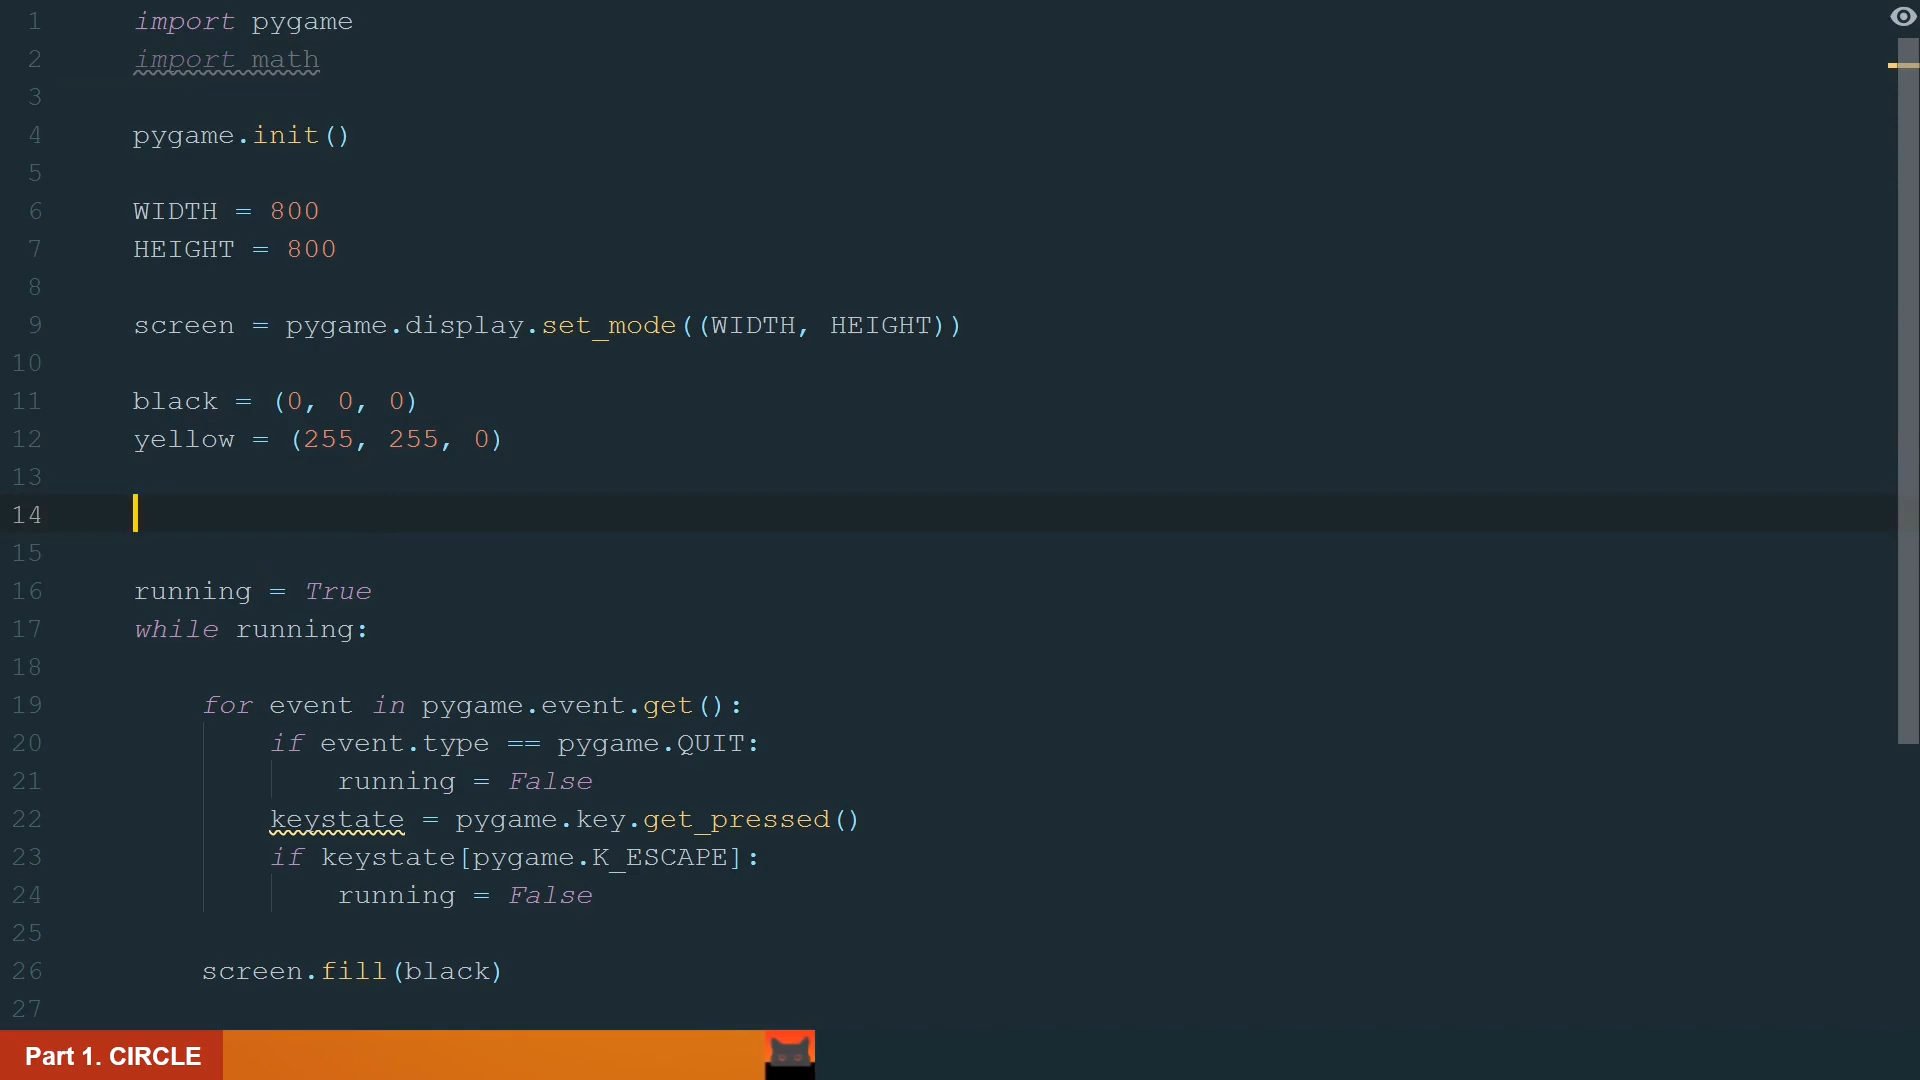 1 import pygame
2 import math
3
4 pygame.init()
5
6 WIDTH = 800
7 HEIGHT = 800
8
9 screen = pygame.display.set_mode((WIDTH, HEIGHT))
10
11 black = (0, 0, 0)
12 yellow = (255, 255, 0)
13
14
15
16 running = True
17 while running:
18
19     for event in pygame.event.get():
20         if event.type == pygame.QUIT:
21             running = False
22         keystate = pygame.key.get_pressed()
23         if keystate[pygame.K_ESCAPE]:
24             running = False
25
26     screen.fill(black)
27
Part 1. CIRCLE